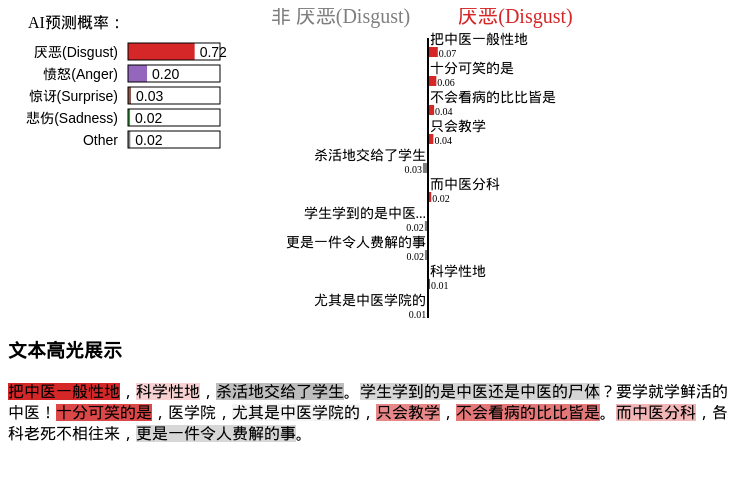 AI预测概率：
厌恶(Disgust) 0.72
愤怒(Anger) 0.20
惊讶(Surprise) 0.03
悲伤(Sadness) 0.02
Other 0.02
非 厌恶(Disgust) 厌恶(Disgust)
把中医一般性地
0.07
十分可笑的是
0.06
不会看病的比比皆是
0.04
只会教学
0.04
杀活地交给了学生
0.03
而中医分科
0.02
学生学到的是中医...
0.02
更是一件令人费解的事
0.02
科学性地
0.01
尤其是中医学院的
0.01
文本高光展示
把中医一般性地，科学性地，杀活地交给了学生。学生学到的是中医还是中医的尸体？要学就学鲜活的
中医！十分可笑的是，医学院，尤其是中医学院的，只会教学，不会看病的比比皆是。而中医分科，各
科老死不相往来，更是一件令人费解的事。